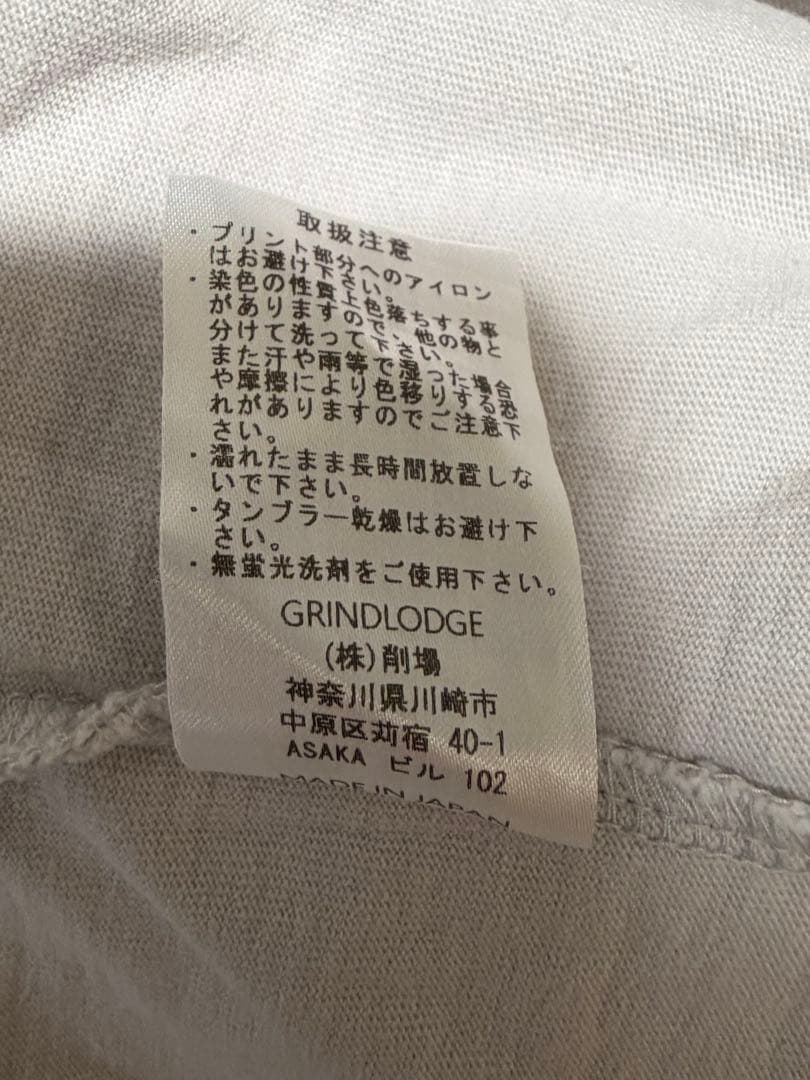 取扱注意
・プリント部分へのアイロン
はお避け下さい。
・染色の性質上色落ちする事
がありますので、他の物と
分けて洗って下さい。
また汗や雨等で湿った場合
や摩擦により色移りする恐
れがありますのでご注意下
さい。
・濡れたまま長時間放置しな
いで下さい。
・タンブラー乾燥はお避け下
さい。
・無蛍光洗剤をご使用下さい。
GRINDLODGE
(株)削場
神奈川県川崎市
中原区苅宿 40-1
ASAKA ビル 102
MADE IN JAPAN